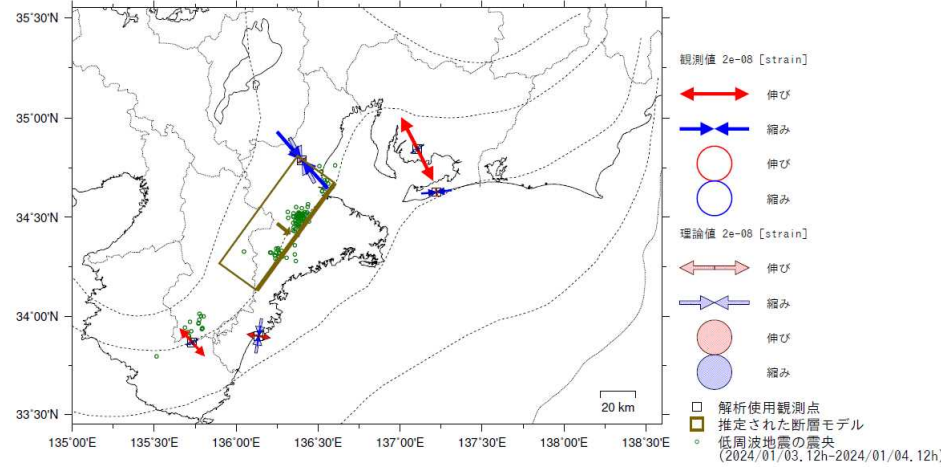 35°30'N
35°00'N
34°30'N
34°00'N
33°30'N
135°00'E
135°30'E
136°00'E
136°30'E
137°00'E
137°30'E
138°00'E
138°30'E
20 km
観測値 2e-08 [strain]
伸び
縮み
伸び
縮み
理論値 2e-08 [strain]
伸び
縮み
伸び
縮み
解析使用観測点
推定された断層モデル
低周波地震の震央
(2024/01/03.12h-2024/01/04.12h)